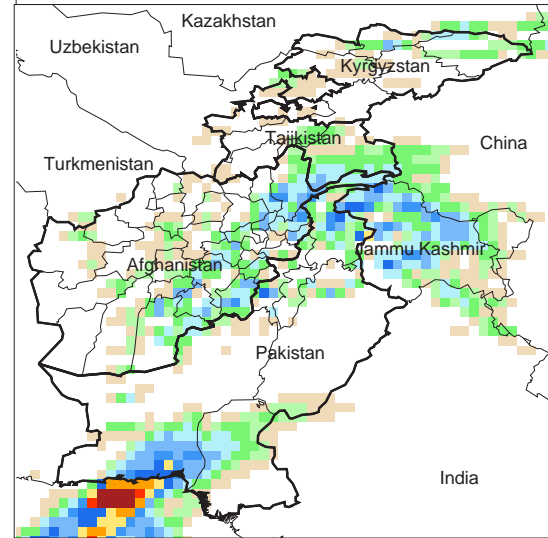 Kazakhstan
Uzbekistan
Kyrgyzstan
Tajikistan
China
Turkmenistan
Jammu Kashmir
Afghanistan
Pakistan
India